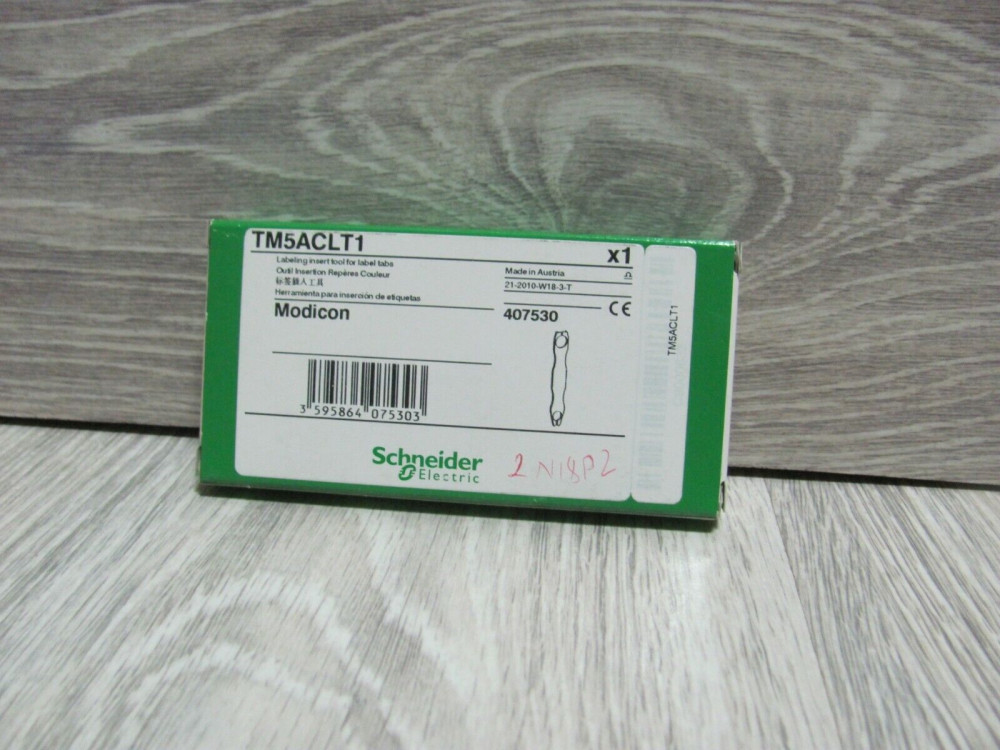 TM5ACLT1
x1
Labeling insert tool for label tabs
Outil Insertion Repères Couleur
标签插入工具
Herramienta para inserción de etiquetas
Modicon
Made in Austria
21-2010-W18-3-T
407530
CE
3 595864 075303
Schneider
Electric
2 N18P2
TM5ACLT1